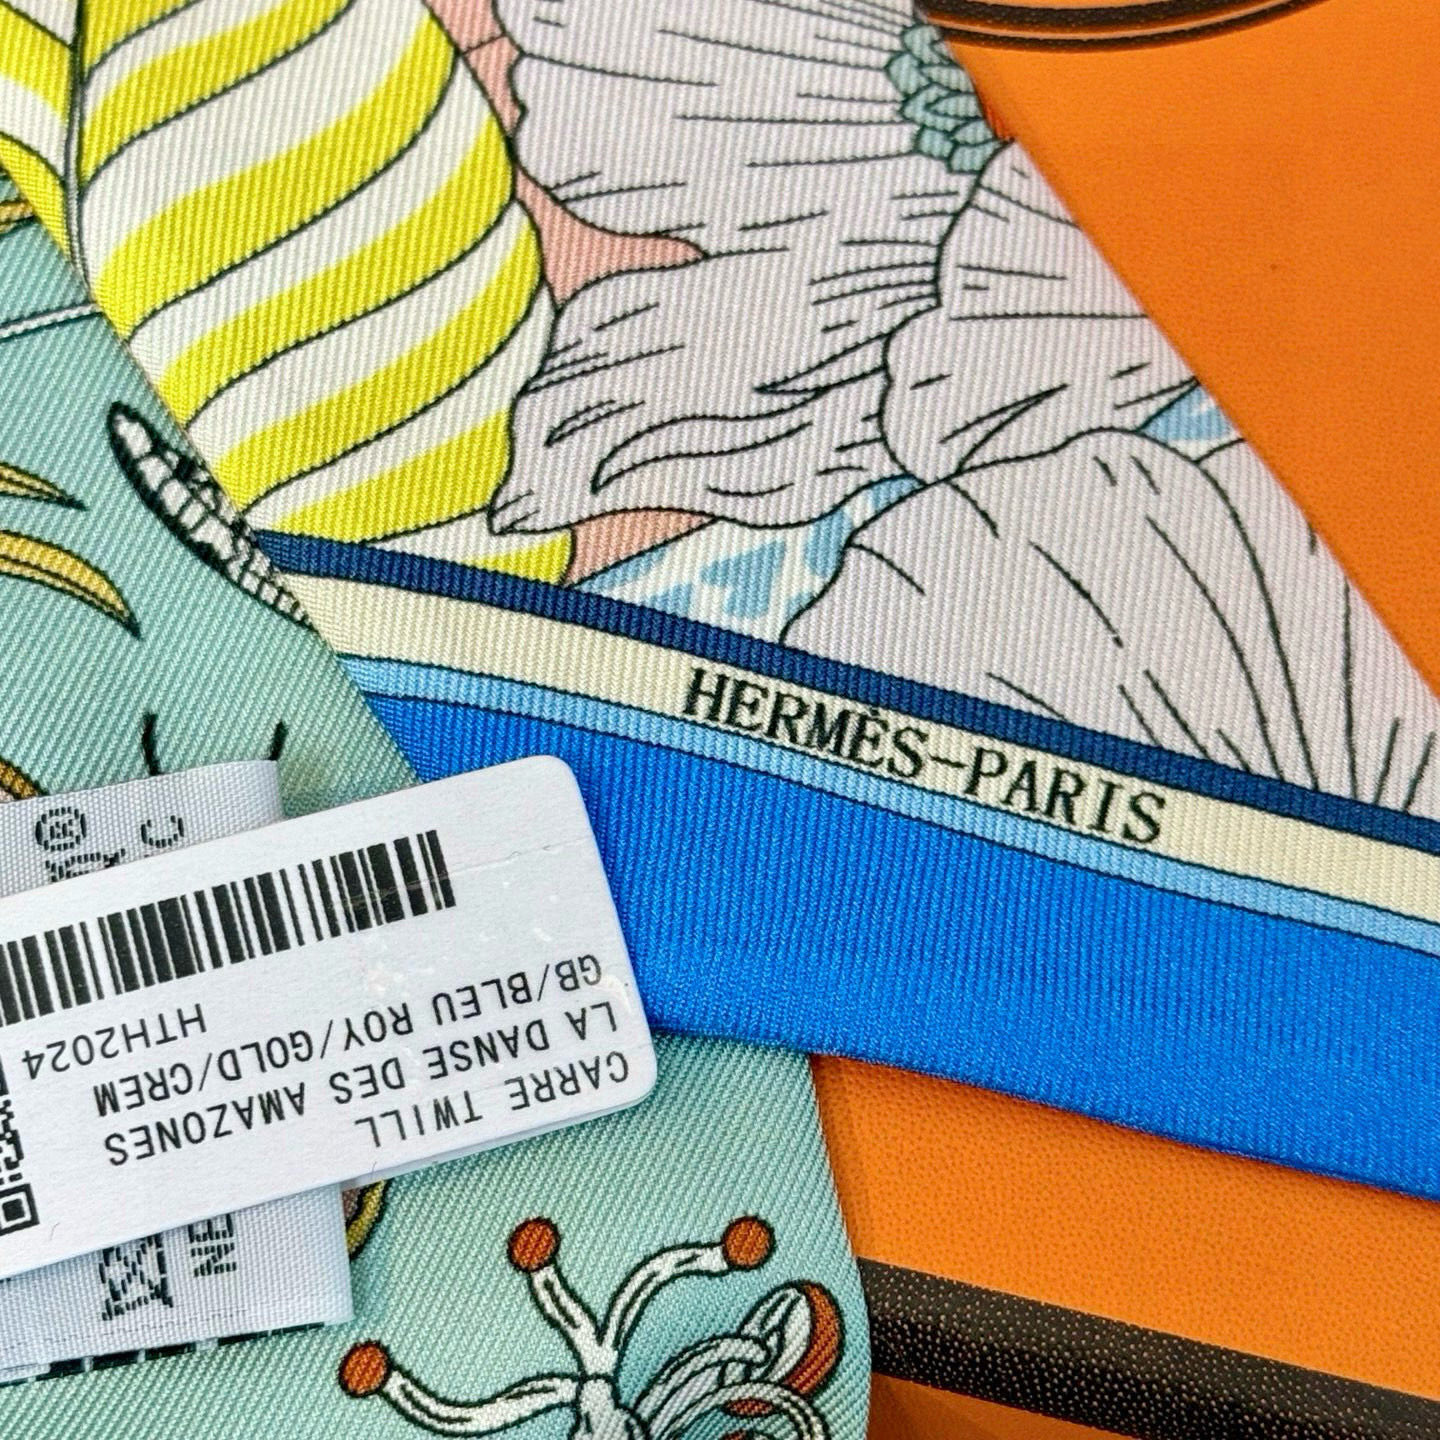 HERMÈS-PARIS
CARRE TWILL
LA DANSE DES AMAZONES
GB/BLEU ROY/GOLD/CREM
HTH2024